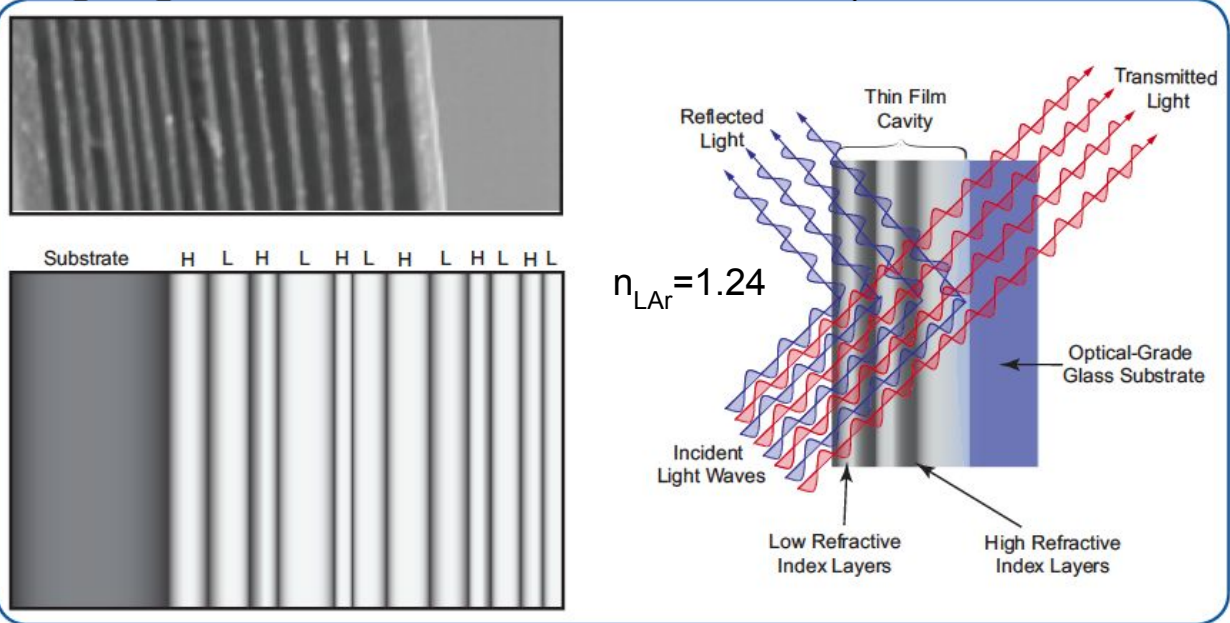 Substrate H L H L H L H L H L H L
n_LAr=1.24
Reflected
Light
Thin Film
Cavity
Transmitted
Light
Optical-Grade
Glass Substrate
Incident
Light Waves
Low Refractive
Index Layers
High Refractive
Index Layers